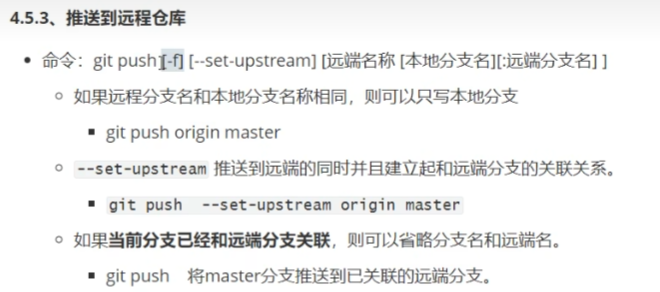 4.5.3、推送到远程仓库
命令：git push [-f] [--set-upstream] [远端名称 [本地分支名][:远端分支名] ]
如果远程分支名和本地分支名称相同，则可以只写本地分支
git push origin master
--set-upstream 推送到远端的同时并且建立起和远端分支的关联关系。
git push  --set-upstream origin master
如果当前分支已经和远端分支关联，则可以省略分支名和远端名。
git push 将master分支推送到已关联的远端分支。